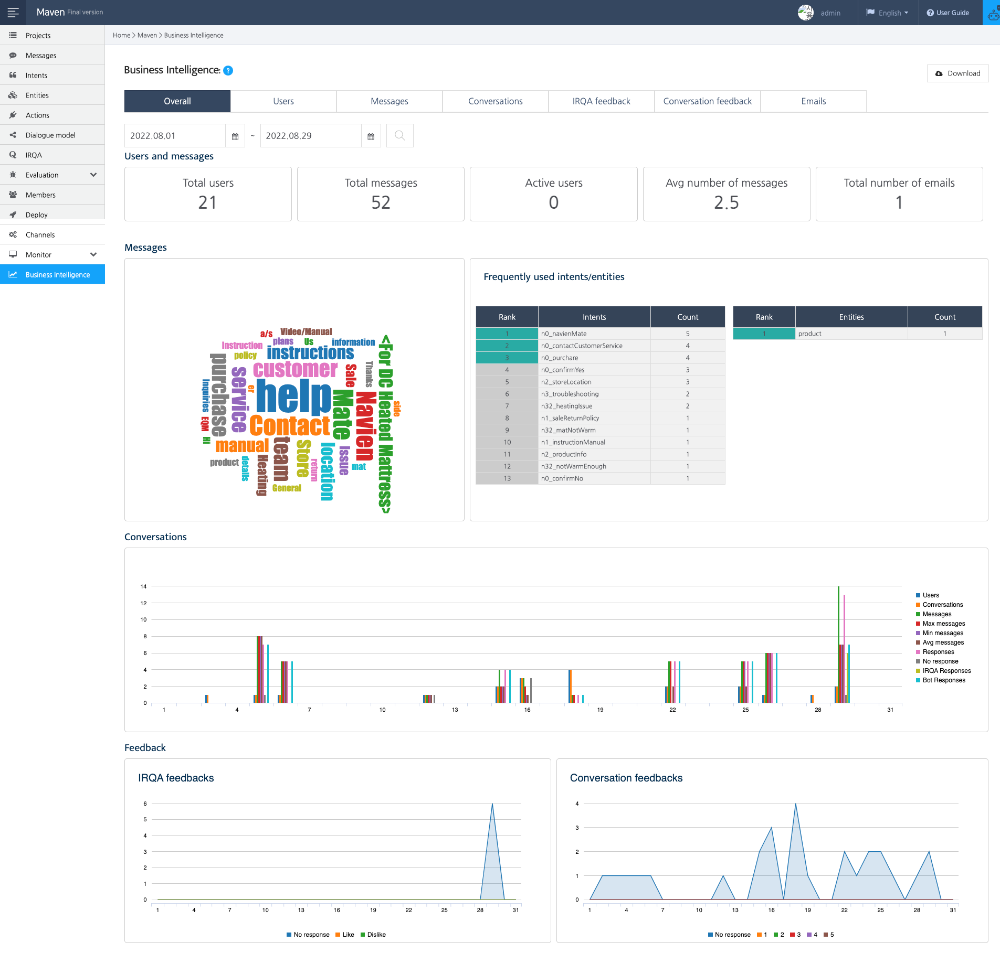 Maven Final version
admin
English
User Guide
Projects
Messages
Intents
Entities
Actions
Dialogue model
IRQA
Evaluation
Members
Deploy
Channels
Monitor
Business Intelligence
Home > Maven > Business Intelligence
Business Intelligence: ?
Download
Overall Users Messages Conversations IRQA feedback Conversation feedback Emails
2022.08.01 ~ 2022.08.29
Users and messages
Total users
21
Total messages
52
Active users
0
Avg number of messages
2.5
Total number of emails
1
Messages
a/s
Video/Manual
plans
Us
information
Instruction
instructions
policy
customer
purchase
service
Sale
Thanks
<For DC Heated Mattress>
Inquiries
er
help
Mate
Navien
side
EQM
Contact
Hi
manual
team
Store
location
Issue
mat
product
details
Heating
return
General
Frequently used intents/entities
Rank Intents Count
1 n0_navienMate 5
2 n0_contactCustomerService 4
3 n0_purchare 4
4 n0_confirmYes 3
5 n2_storeLocation 3
6 n3_troubleshooting 2
7 n32_heatingIssue 2
8 n1_saleReturnPolicy 1
9 n32_matNotWarm 1
10 n1_instructionManual 1
11 n2_productInfo 1
12 n32_notWarmEnough 1
13 n0_confirmNo 1
Rank Entities Count
1 product 1
Conversations
14
12
10
8
6
4
2
0
1 4 7 10 13 16 19 22 25 28 31
Users
Conversations
Messages
Max messages
Min messages
Avg messages
Responses
No response
IRQA Responses
Bot Responses
Feedback
IRQA feedbacks
6
5
4
3
2
1
0
1 4 7 10 13 16 19 22 25 28 31
No response Like Dislike
Conversation feedbacks
4
3
2
1
0
1 4 7 10 13 16 19 22 25 28 31
No response 1 2 3 4 5